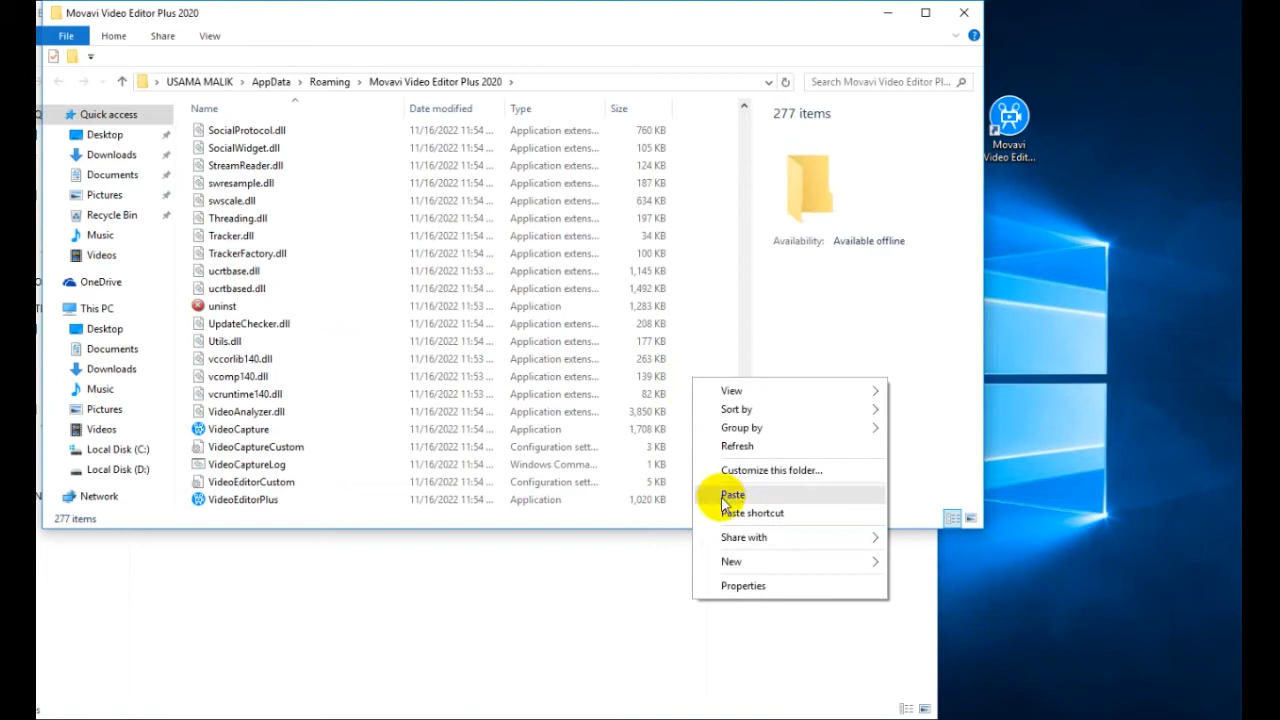 Movavi Video Editor Plus 2020
File Home Share View
USAMA MALIK > AppData > Roaming > Movavi Video Editor Plus 2020 >
Search Movavi Video Editor Pl...
Name Date modified Type Size
Quick access
Desktop
Downloads
Documents
Pictures
Recycle Bin
Music
Videos
OneDrive
This PC
Desktop
Documents
Downloads
Music
Pictures
Videos
Local Disk (C:)
Local Disk (D:)
Network
SocialProtocol.dll 11/16/2022 11:54 ... Application extens... 760 KB
SocialWidget.dll 11/16/2022 11:54 ... Application extens... 105 KB
StreamReader.dll 11/16/2022 11:54 ... Application extens... 124 KB
swresample.dll 11/16/2022 11:54 ... Application extens... 187 KB
swscale.dll 11/16/2022 11:54 ... Application extens... 634 KB
Threading.dll 11/16/2022 11:54 ... Application extens... 197 KB
Tracker.dll 11/16/2022 11:54 ... Application extens... 34 KB
TrackerFactory.dll 11/16/2022 11:54 ... Application extens... 100 KB
ucrtbase.dll 11/16/2022 11:53 ... Application extens... 1,145 KB
ucrtbased.dll 11/16/2022 11:54 ... Application extens... 1,492 KB
uninst 11/16/2022 11:53 ... Application 1,283 KB
UpdateChecker.dll 11/16/2022 11:54 ... Application extens... 208 KB
Utils.dll 11/16/2022 11:54 ... Application extens... 177 KB
vccorlib140.dll 11/16/2022 11:54 ... Application extens... 263 KB
vcomp140.dll 11/16/2022 11:54 ... Application extens... 139 KB
vcruntime140.dll 11/16/2022 11:54 ... Application extens... 82 KB
VideoAnalyzer.dll 11/16/2022 11:54 ... Application extens... 3,850 KB
VideoCapture 11/16/2022 11:54 ... Application 1,708 KB
VideoCaptureCustom 11/16/2022 11:54 ... Configuration sett... 3 KB
VideoCaptureLog 11/16/2022 11:54 ... Windows Comma... 1 KB
VideoEditorCustom 11/16/2022 11:54 ... Configuration sett... 5 KB
VideoEditorPlus 11/16/2022 11:54 ... Application 1,020 KB
277 items
277 items
Availability: Available offline
View
Sort by
Group by
Refresh
Customize this folder...
Paste
Paste shortcut
Share with
New
Properties
Movavi
Video Edit...